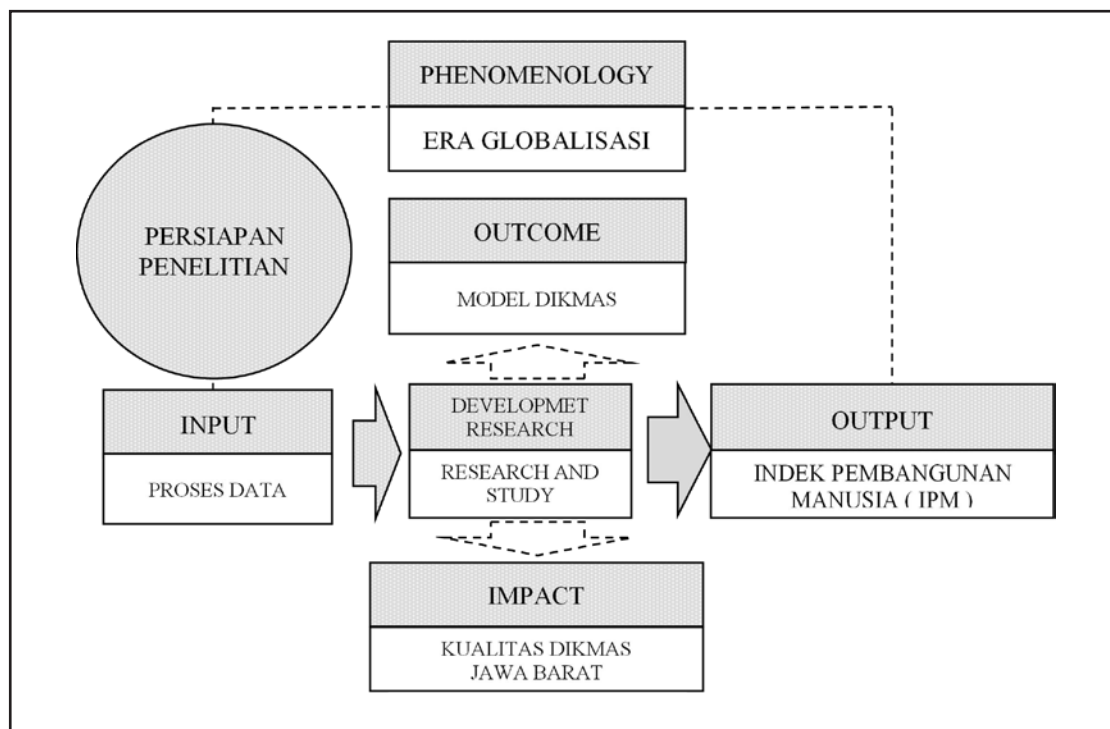 PHENOMENOLOGY
ERA GLOBALISASI
PERSIAPAN
PENELITIAN
OUTCOME
MODEL DIKMAS
INPUT
PROSES DATA
DEVELOPMET
RESEARCH
RESEARCH AND
STUDY
OUTPUT
INDEK PEMBANGUNAN
MANUSIA ( IPM )
IMPACT
KUALITAS DIKMAS
JAWA BARAT